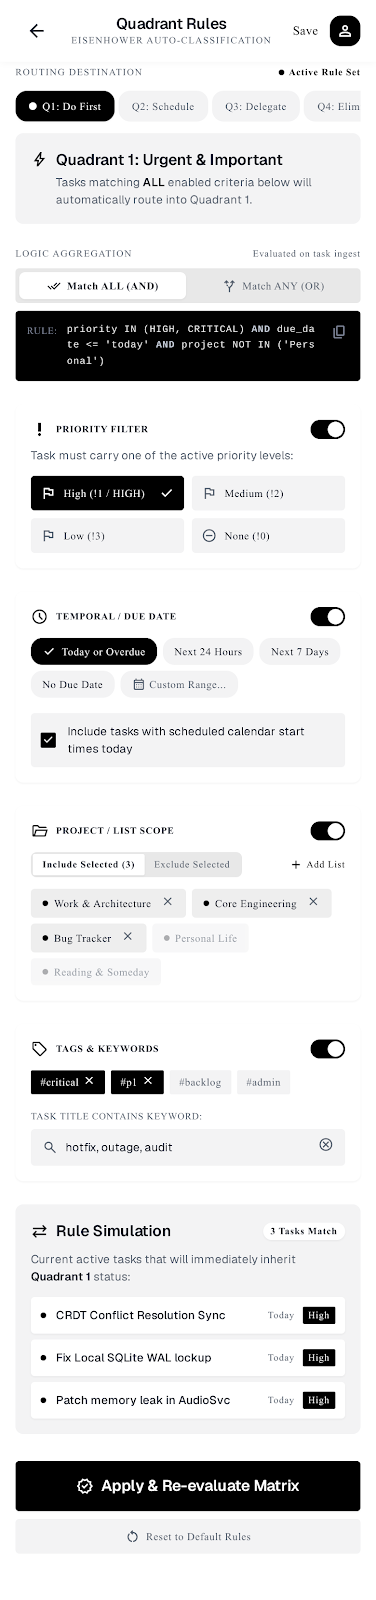 Quadrant Rules
EISENHOWER AUTO-CLASSIFICATION
Save
ROUTING DESTINATION
Active Rule Set
Q1: Do First
Q2: Schedule
Q3: Delegate
Q4: Elim
Quadrant 1: Urgent & Important
Tasks matching ALL enabled criteria below will
automatically route into Quadrant 1.
LOGIC AGGREGATION
Evaluated on task ingest
Match ALL (AND)
Match ANY (OR)
RULE:
priority IN (HIGH, CRITICAL) AND due_da
te <= 'today' AND project NOT IN ('Pers
onal')
PRIORITY FILTER
Task must carry one of the active priority levels:
High (!1 / HIGH)
Medium (!2)
Low (!3)
None (!0)
TEMPORAL / DUE DATE
Today or Overdue
Next 24 Hours
Next 7 Days
No Due Date
Custom Range...
Include tasks with scheduled calendar start
times today
PROJECT / LIST SCOPE
Include Selected (3)
Exclude Selected
+ Add List
Work & Architecture ×
Core Engineering ×
Bug Tracker ×
Personal Life
Reading & Someday
TAGS & KEYWORDS
#critical ×
#p1 ×
#backlog
#admin
TASK TITLE CONTAINS KEYWORD:
hotfix, outage, audit
Rule Simulation
3 Tasks Match
Current active tasks that will immediately inherit
Quadrant 1 status:
CRDT Conflict Resolution Sync
Today
High
Fix Local SQLite WAL lockup
Today
High
Patch memory leak in AudioSvc
Today
High
Apply & Re-evaluate Matrix
Reset to Default Rules